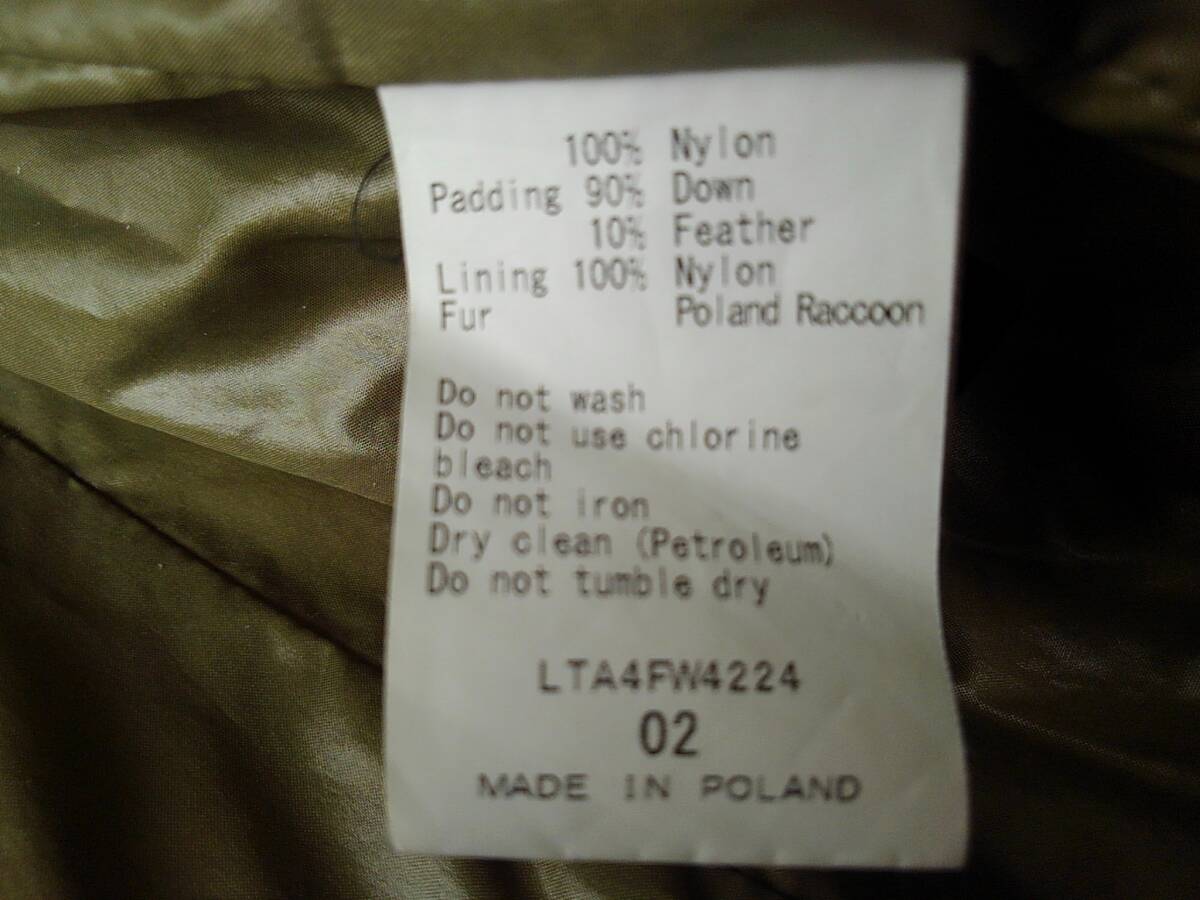 100% Nylon
Padding 90% Down
10% Feather
Lining 100% Nylon
Fur Poland Raccoon
Do not wash
Do not use chlorine
bleach
Do not iron
Dry clean (Petroleum)
Do not tumble dry
LTA4FW4224
02
MADE IN POLAND